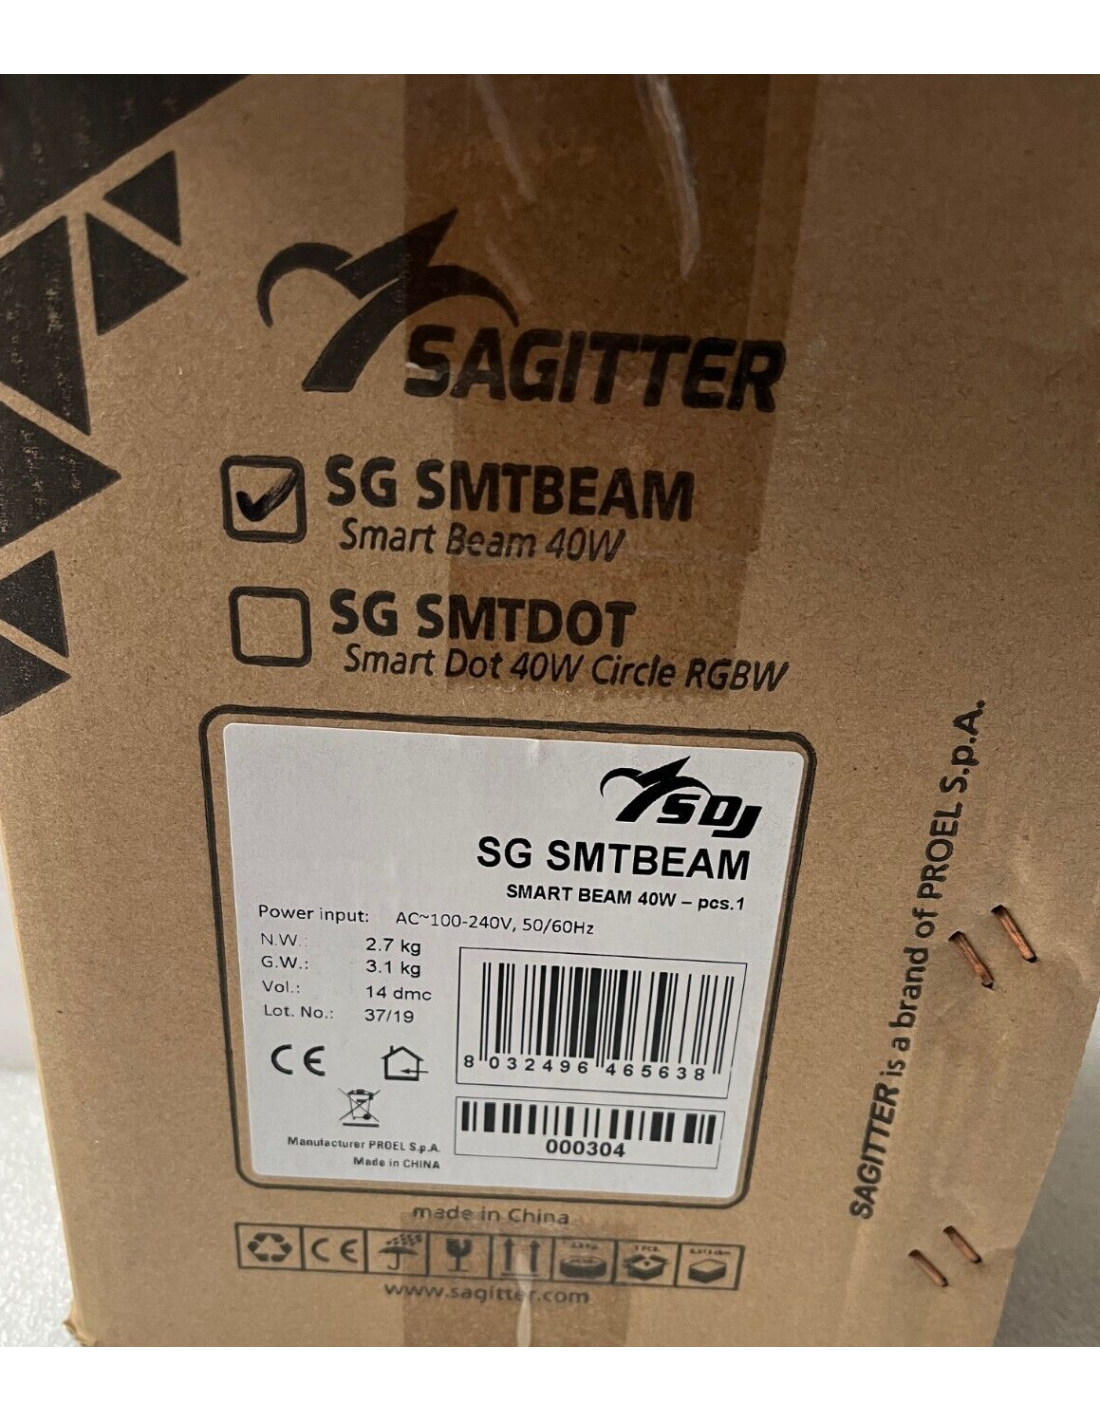 SAGITTER
SG SMTBEAM
Smart Beam 40W
SG SMTDOT
Smart Dot 40W Circle RGBW
SDJ
SG SMTBEAM
SMART BEAM 40W – pcs.1
Power input: AC~100-240V, 50/60Hz
N.W.: 2.7 kg
G.W.: 3.1 kg
Vol.: 14 dmc
Lot. No.: 37/19
CE
8 032496 465638
000304
Manufacturer PROEL S.p.A.
Made in CHINA
SAGITTER is a brand of PROEL S.p.A.
made in China
CE
1 PCS.
www.sagitter.com